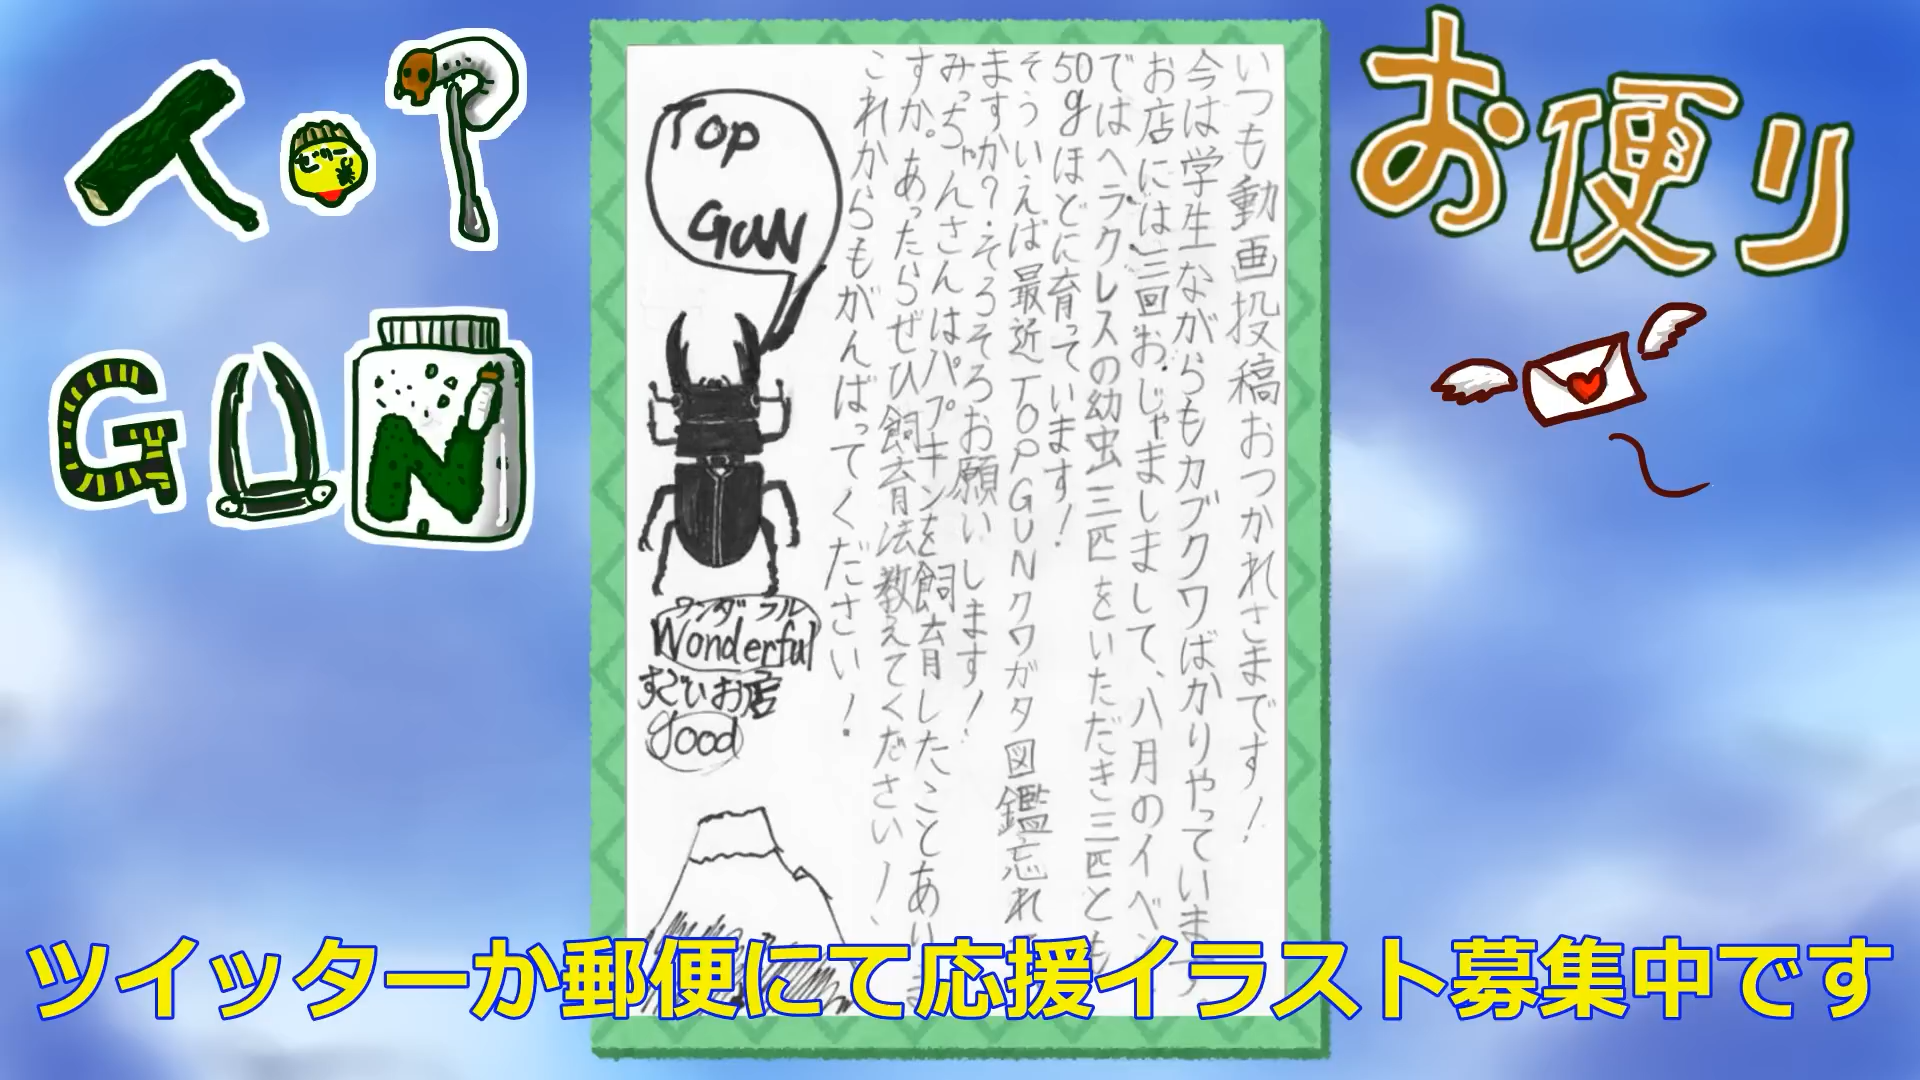 TOP
GUN
ゼリー
お便り
いつも動画投稿おつかれさまです！
今は学生ながらもカブクワばかりやっています。
お店には三回おじゃましまして、八月のイベン
ではヘラクレスの幼虫三匹をいただき三匹とも
50gほどに育っています！
そういえば最近TOPGUNクワガタ図鑑忘れ
ますか？そろそろお願いします！
みっちゃんさんはパプキンを飼育したことありま
すか。あったらぜひ飼育法教えてください！
これからもがんばってください！
Top
GUN
ワンダフル
Wonderful
すごいお店
good
ツイッターか郵便にて応援イラスト募集中です